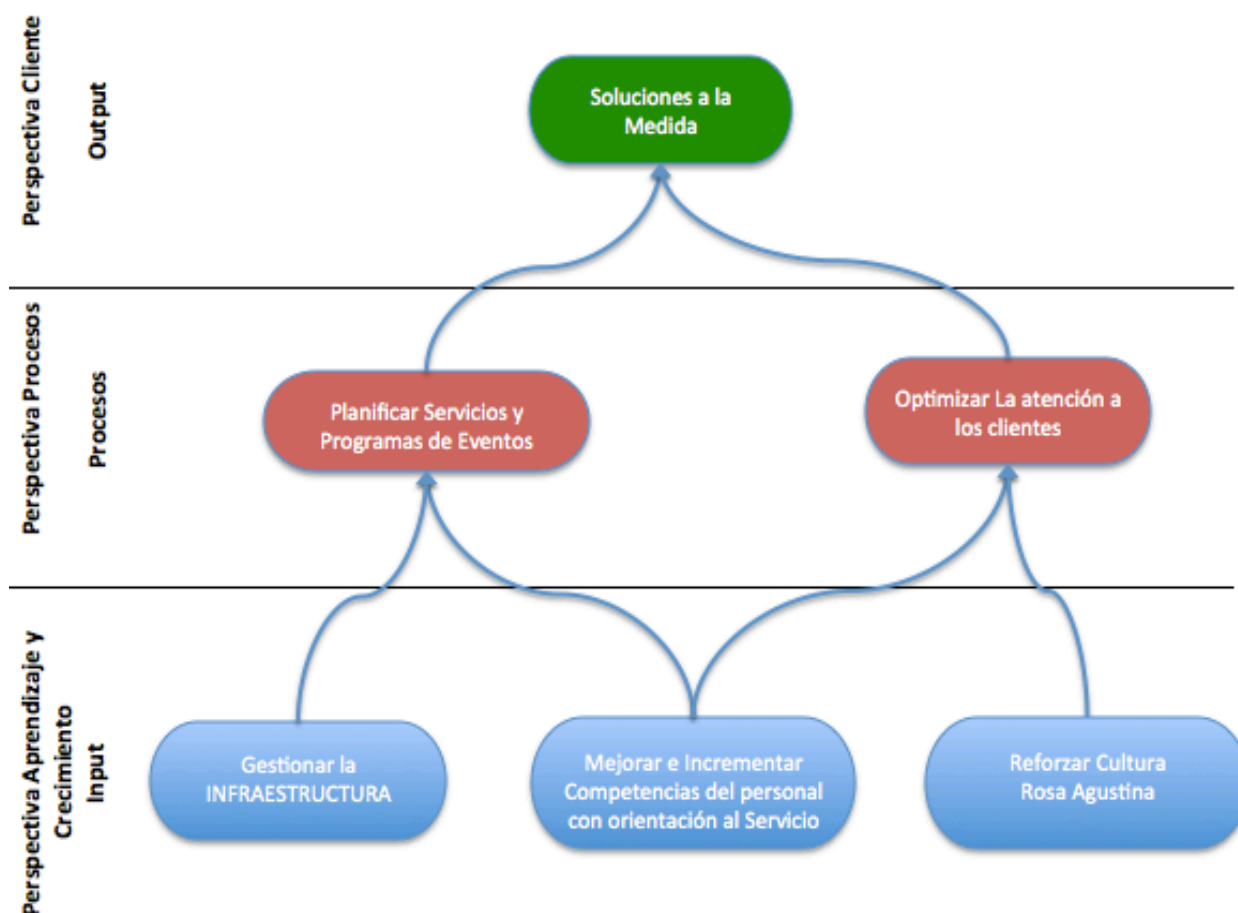 Perspectiva Cliente
Output
Soluciones a la
Medida
Perspectiva Procesos
Procesos
Planificar Servicios y
Programas de Eventos
Optimizar La atención a
los clientes
Perspectiva Aprendizaje y
Crecimiento
Input
Gestionar la
INFRAESTRUCTURA
Mejorar e Incrementar
Competencias del personal
con orientación al Servicio
Reforzar Cultura
Rosa Agustina